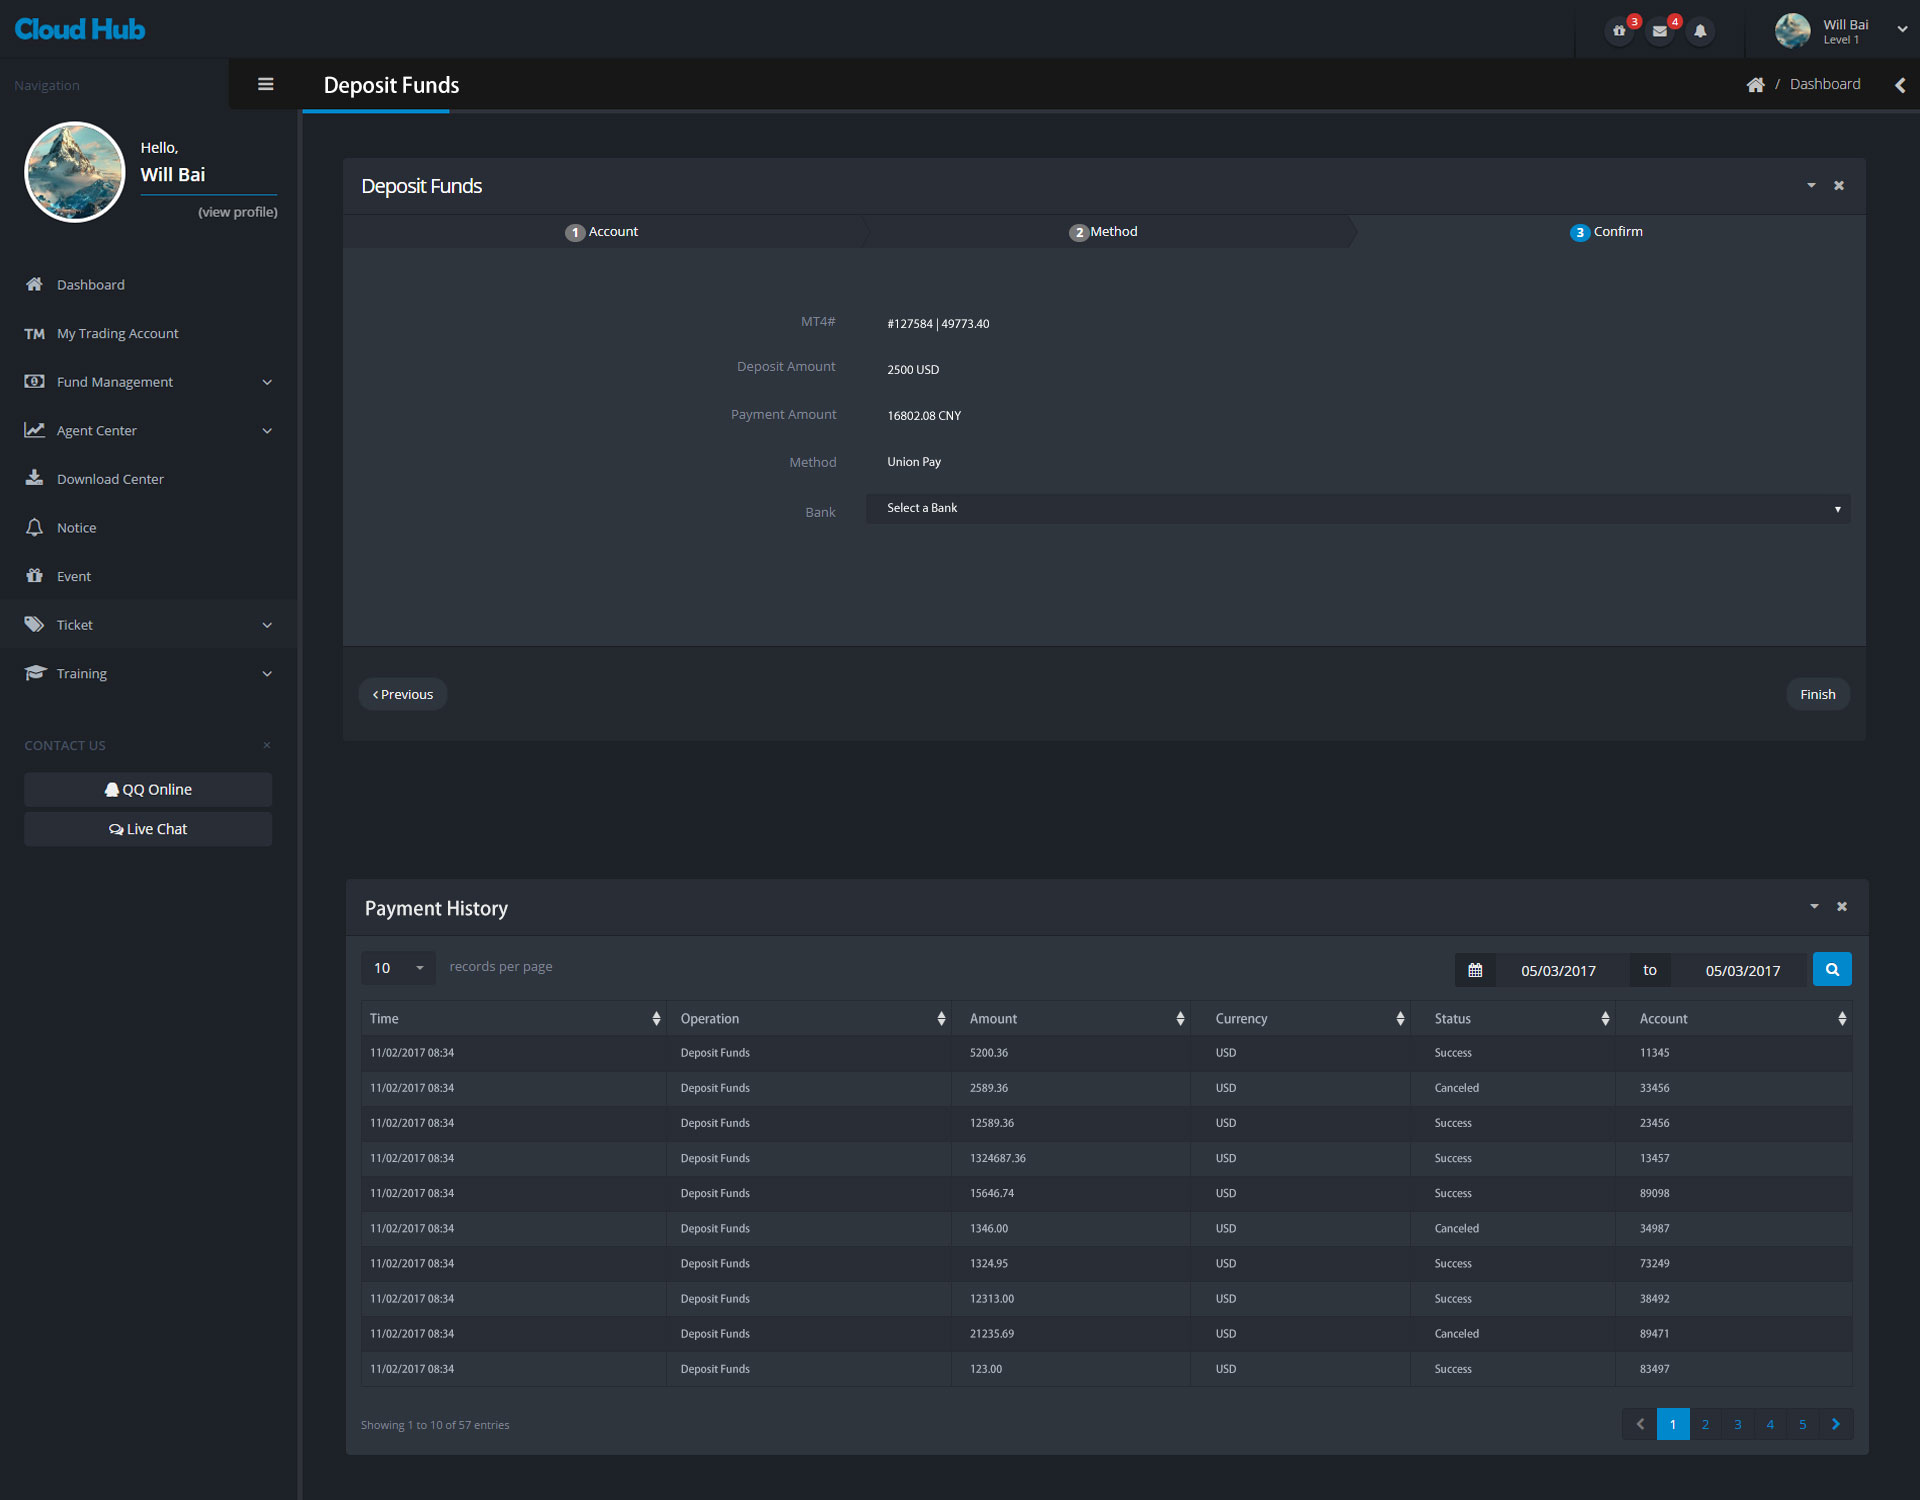 Cloud Hub
3
4
Will Bai
Level 1
Navigation
Deposit Funds
/ Dashboard
Hello,
Will Bai
(view profile)
Dashboard
TM My Trading Account
Fund Management
Agent Center
Download Center
Notice
Event
Ticket
Training
CONTACT US ×
QQ Online
Live Chat
Deposit Funds
1 Account
2 Method
3 Confirm
MT4# #127584 | 49773.40
Deposit Amount 2500 USD
Payment Amount 16802.08 CNY
Method Union Pay
Bank Select a Bank
Previous
Finish
Payment History
10 records per page
05/03/2017 to 05/03/2017
Time Operation Amount Currency Status Account
11/02/2017 08:34 Deposit Funds 5200.36 USD Success 11345
11/02/2017 08:34 Deposit Funds 2589.36 USD Canceled 33456
11/02/2017 08:34 Deposit Funds 12589.36 USD Success 23456
11/02/2017 08:34 Deposit Funds 1324687.36 USD Success 13457
11/02/2017 08:34 Deposit Funds 15646.74 USD Success 89098
11/02/2017 08:34 Deposit Funds 1346.00 USD Canceled 34987
11/02/2017 08:34 Deposit Funds 1324.95 USD Success 73249
11/02/2017 08:34 Deposit Funds 12313.00 USD Success 38492
11/02/2017 08:34 Deposit Funds 21235.69 USD Canceled 89471
11/02/2017 08:34 Deposit Funds 123.00 USD Success 83497
Showing 1 to 10 of 57 entries
1 2 3 4 5